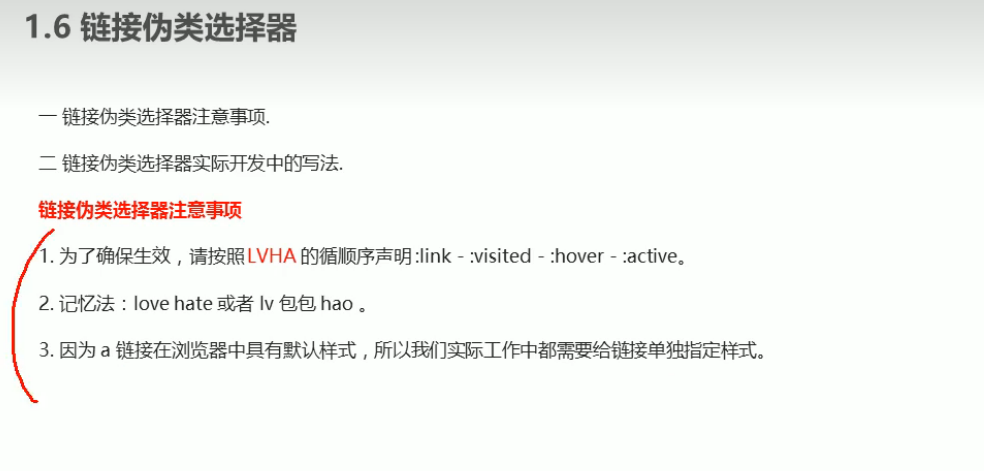 1.6 链接伪类选择器
一 链接伪类选择器注意事项.
二 链接伪类选择器实际开发中的写法.
链接伪类选择器注意事项
1. 为了确保生效，请按照 LVHA 的循顺序声明 :link－:visited－:hover－:active。
2. 记忆法：love hate 或者 lv 包包 hao 。
3. 因为 a 链接在浏览器中具有默认样式，所以我们实际工作中都需要给链接单独指定样式。